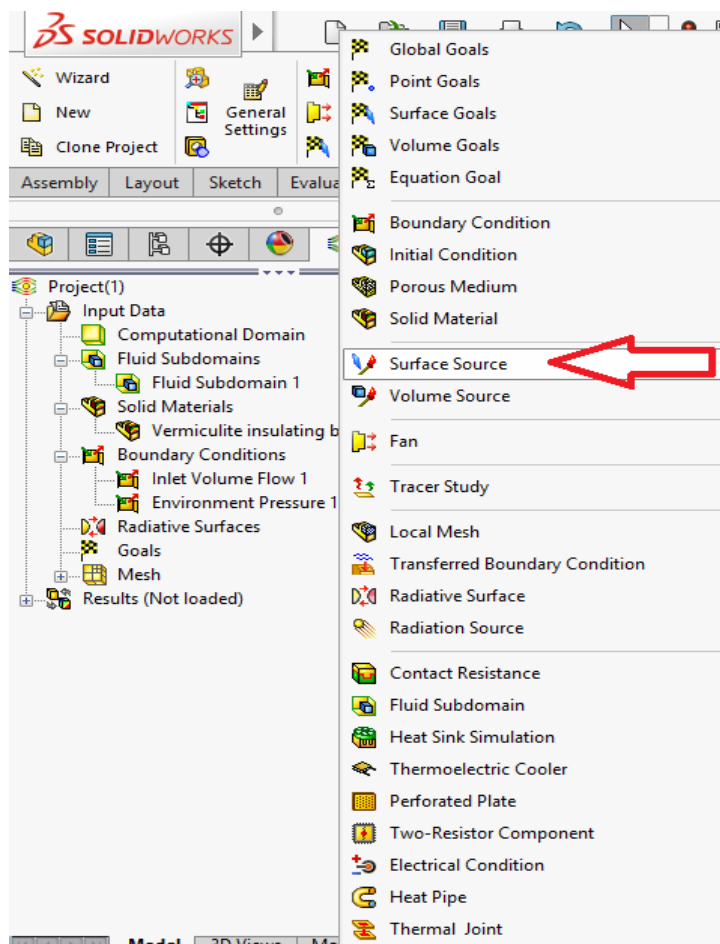 SOLIDWORKS
Wizard
New
Clone Project
General
Settings
Assembly
Layout
Sketch
Project(1)
Input Data
Computational Domain
Fluid Subdomains
Fluid Subdomain 1
Solid Materials
Vermiculite insulating
Boundary Conditions
Inlet Volume Flow 1
Environment Pressure 1
Radiative Surfaces
Goals
Mesh
Results (Not loaded)
Global Goals
Point Goals
Surface Goals
Volume Goals
Equation Goal
Boundary Condition
Initial Condition
Porous Medium
Solid Material
Surface Source
Volume Source
Fan
Tracer Study
Local Mesh
Transferred Boundary Condition
Radiative Surface
Radiation Source
Contact Resistance
Fluid Subdomain
Heat Sink Simulation
Thermoelectric Cooler
Perforated Plate
Two-Resistor Component
Electrical Condition
Heat Pipe
Thermal Joint